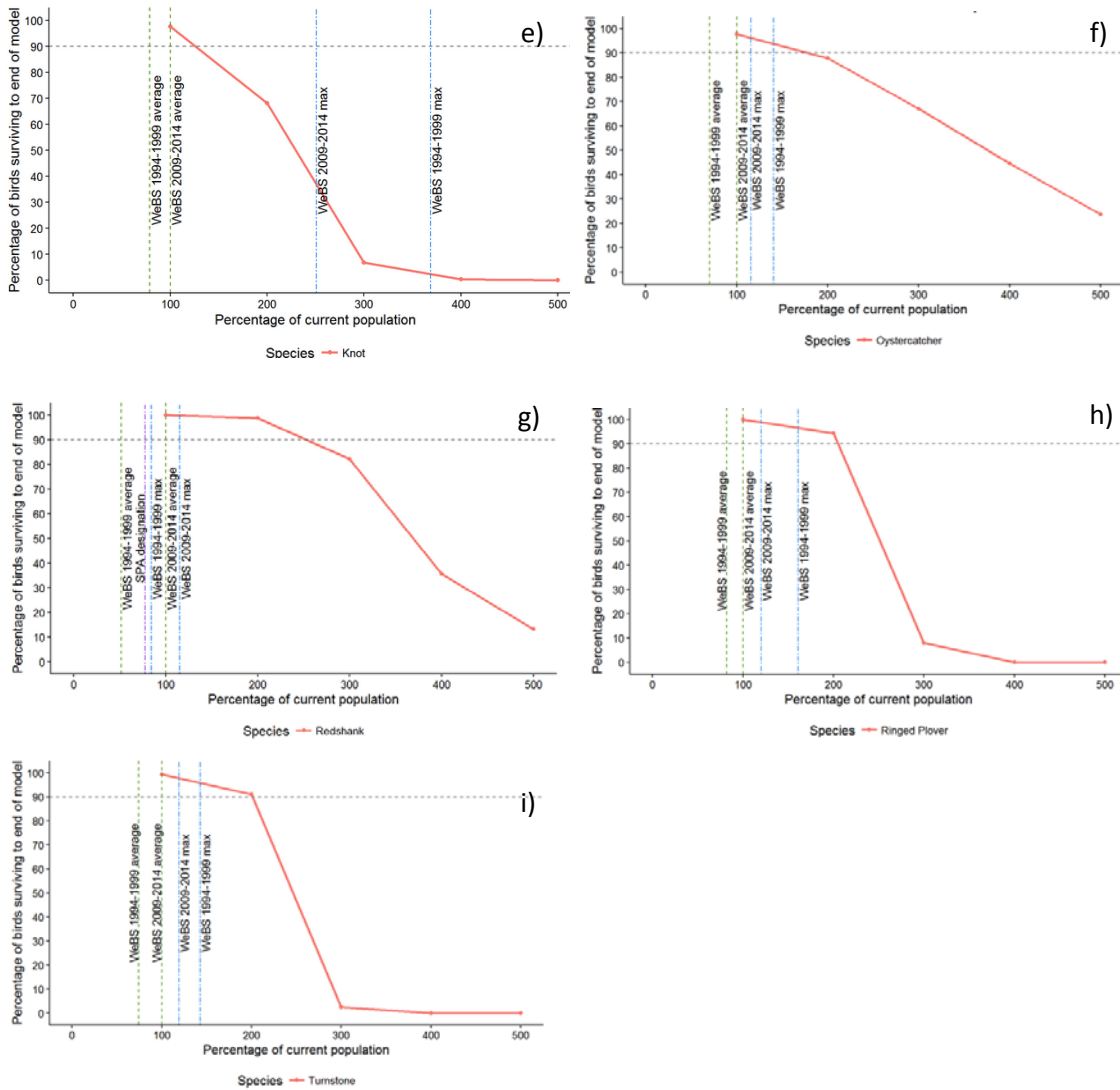 e)
Percentage of birds surviving to end of model
100
90
80
70
60
50
40
30
20
10
0
WeBS 1994-1999 average
WeBS 2009-2014 average
WeBS 2009-2014 max
WeBS 1994-1999 max
0 100 200 300 400 500
Percentage of current population
Species Knot
f)
Percentage of birds surviving to end of model
100
90
80
70
60
50
40
30
20
10
0
WeBS 1994-1999 average
WeBS 2009-2014 average
WeBS 2009-2014 max
WeBS 1994-1999 max
0 100 200 300 400 500
Percentage of current population
Species Oystercatcher
g)
Percentage of birds surviving to end of model
100
90
80
70
60
50
40
30
20
10
0
WeBS 1994-1999 average
SPA designation
WeBS 1994-1999 max
WeBS 2009-2014 average
WeBS 2009-2014 max
0 100 200 300 400 500
Percentage of current population
Species Redshank
h)
Percentage of birds surviving to end of model
100
90
80
70
60
50
40
30
20
10
0
WeBS 1994-1999 average
WeBS 2009-2014 average
WeBS 2009-2014 max
WeBS 1994-1999 max
0 100 200 300 400 500
Percentage of current population
Species Ringed Plover
i)
Percentage of birds surviving to end of model
100
90
80
70
60
50
40
30
20
10
0
WeBS 1994-1999 average
WeBS 2009-2014 average
WeBS 2009-2014 max
WeBS 1994-1999 max
0 100 200 300 400 500
Percentage of current population
Species Turnstone